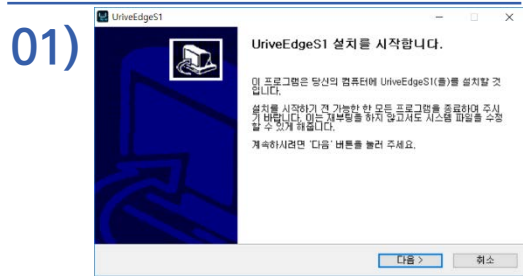 01)
UriveEdgeS1
UriveEdgeS1 설치를 시작합니다.
이 프로그램은 당신의 컴퓨터에 UriveEdgeS1(을)를 설치할 것
입니다.
설치를 시작하기 전 가능한 한 모든 프로그램을 종료하여 주시
기 바랍니다. 이는 재부팅을 하지 않고서도 시스템 파일을 수정
할 수 있게 해줍니다.
계속하시려면 '다음' 버튼을 눌러 주세요.
다음 >
취소